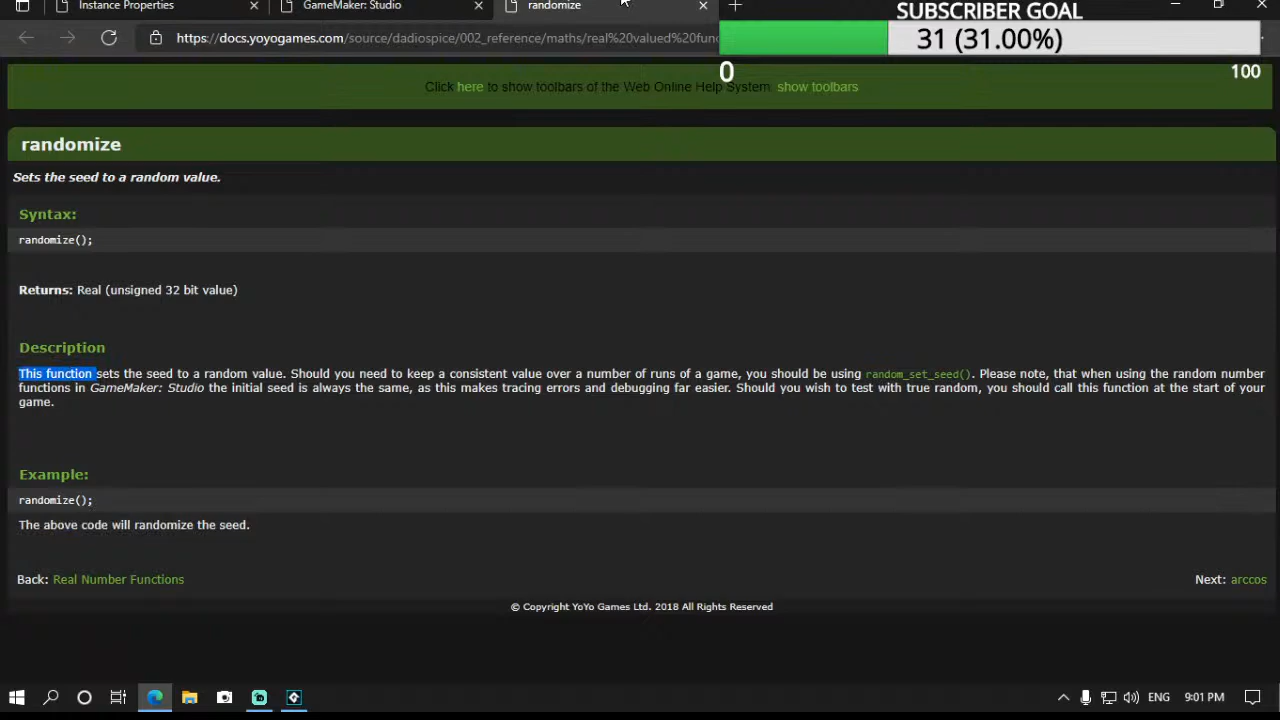 Instance Properties
GameMaker: Studio
randomize
SUBSCRIBER GOAL
31 (31.00%)
0
100
https://docs.yoyogames.com/source/dadiospice/002_reference/maths/real%20valued%20fun
Click here to show toolbars of the Web Online Help System: show toolbars
randomize
Sets the seed to a random value.
Syntax:
randomize();
Returns: Real (unsigned 32 bit value)
Description
This function sets the seed to a random value. Should you need to keep a consistent value over a number of runs of a game, you should be using random_set_seed(). Please note, that when using the random number
functions in GameMaker: Studio the initial seed is always the same, as this makes tracing errors and debugging far easier. Should you wish to test with true random, you should call this function at the start of your
game.
Example:
randomize();
The above code will randomize the seed.
Back: Real Number Functions
Next: arccos
© Copyright YoYo Games Ltd. 2018 All Rights Reserved
ENG
9:01 PM